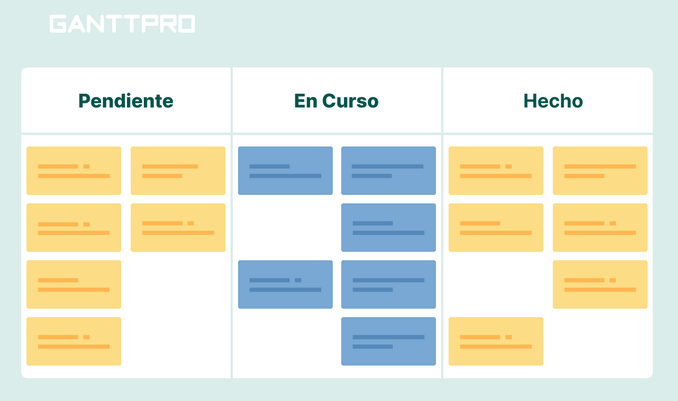 GANTTPRO
Pendiente
En Curso
Hecho